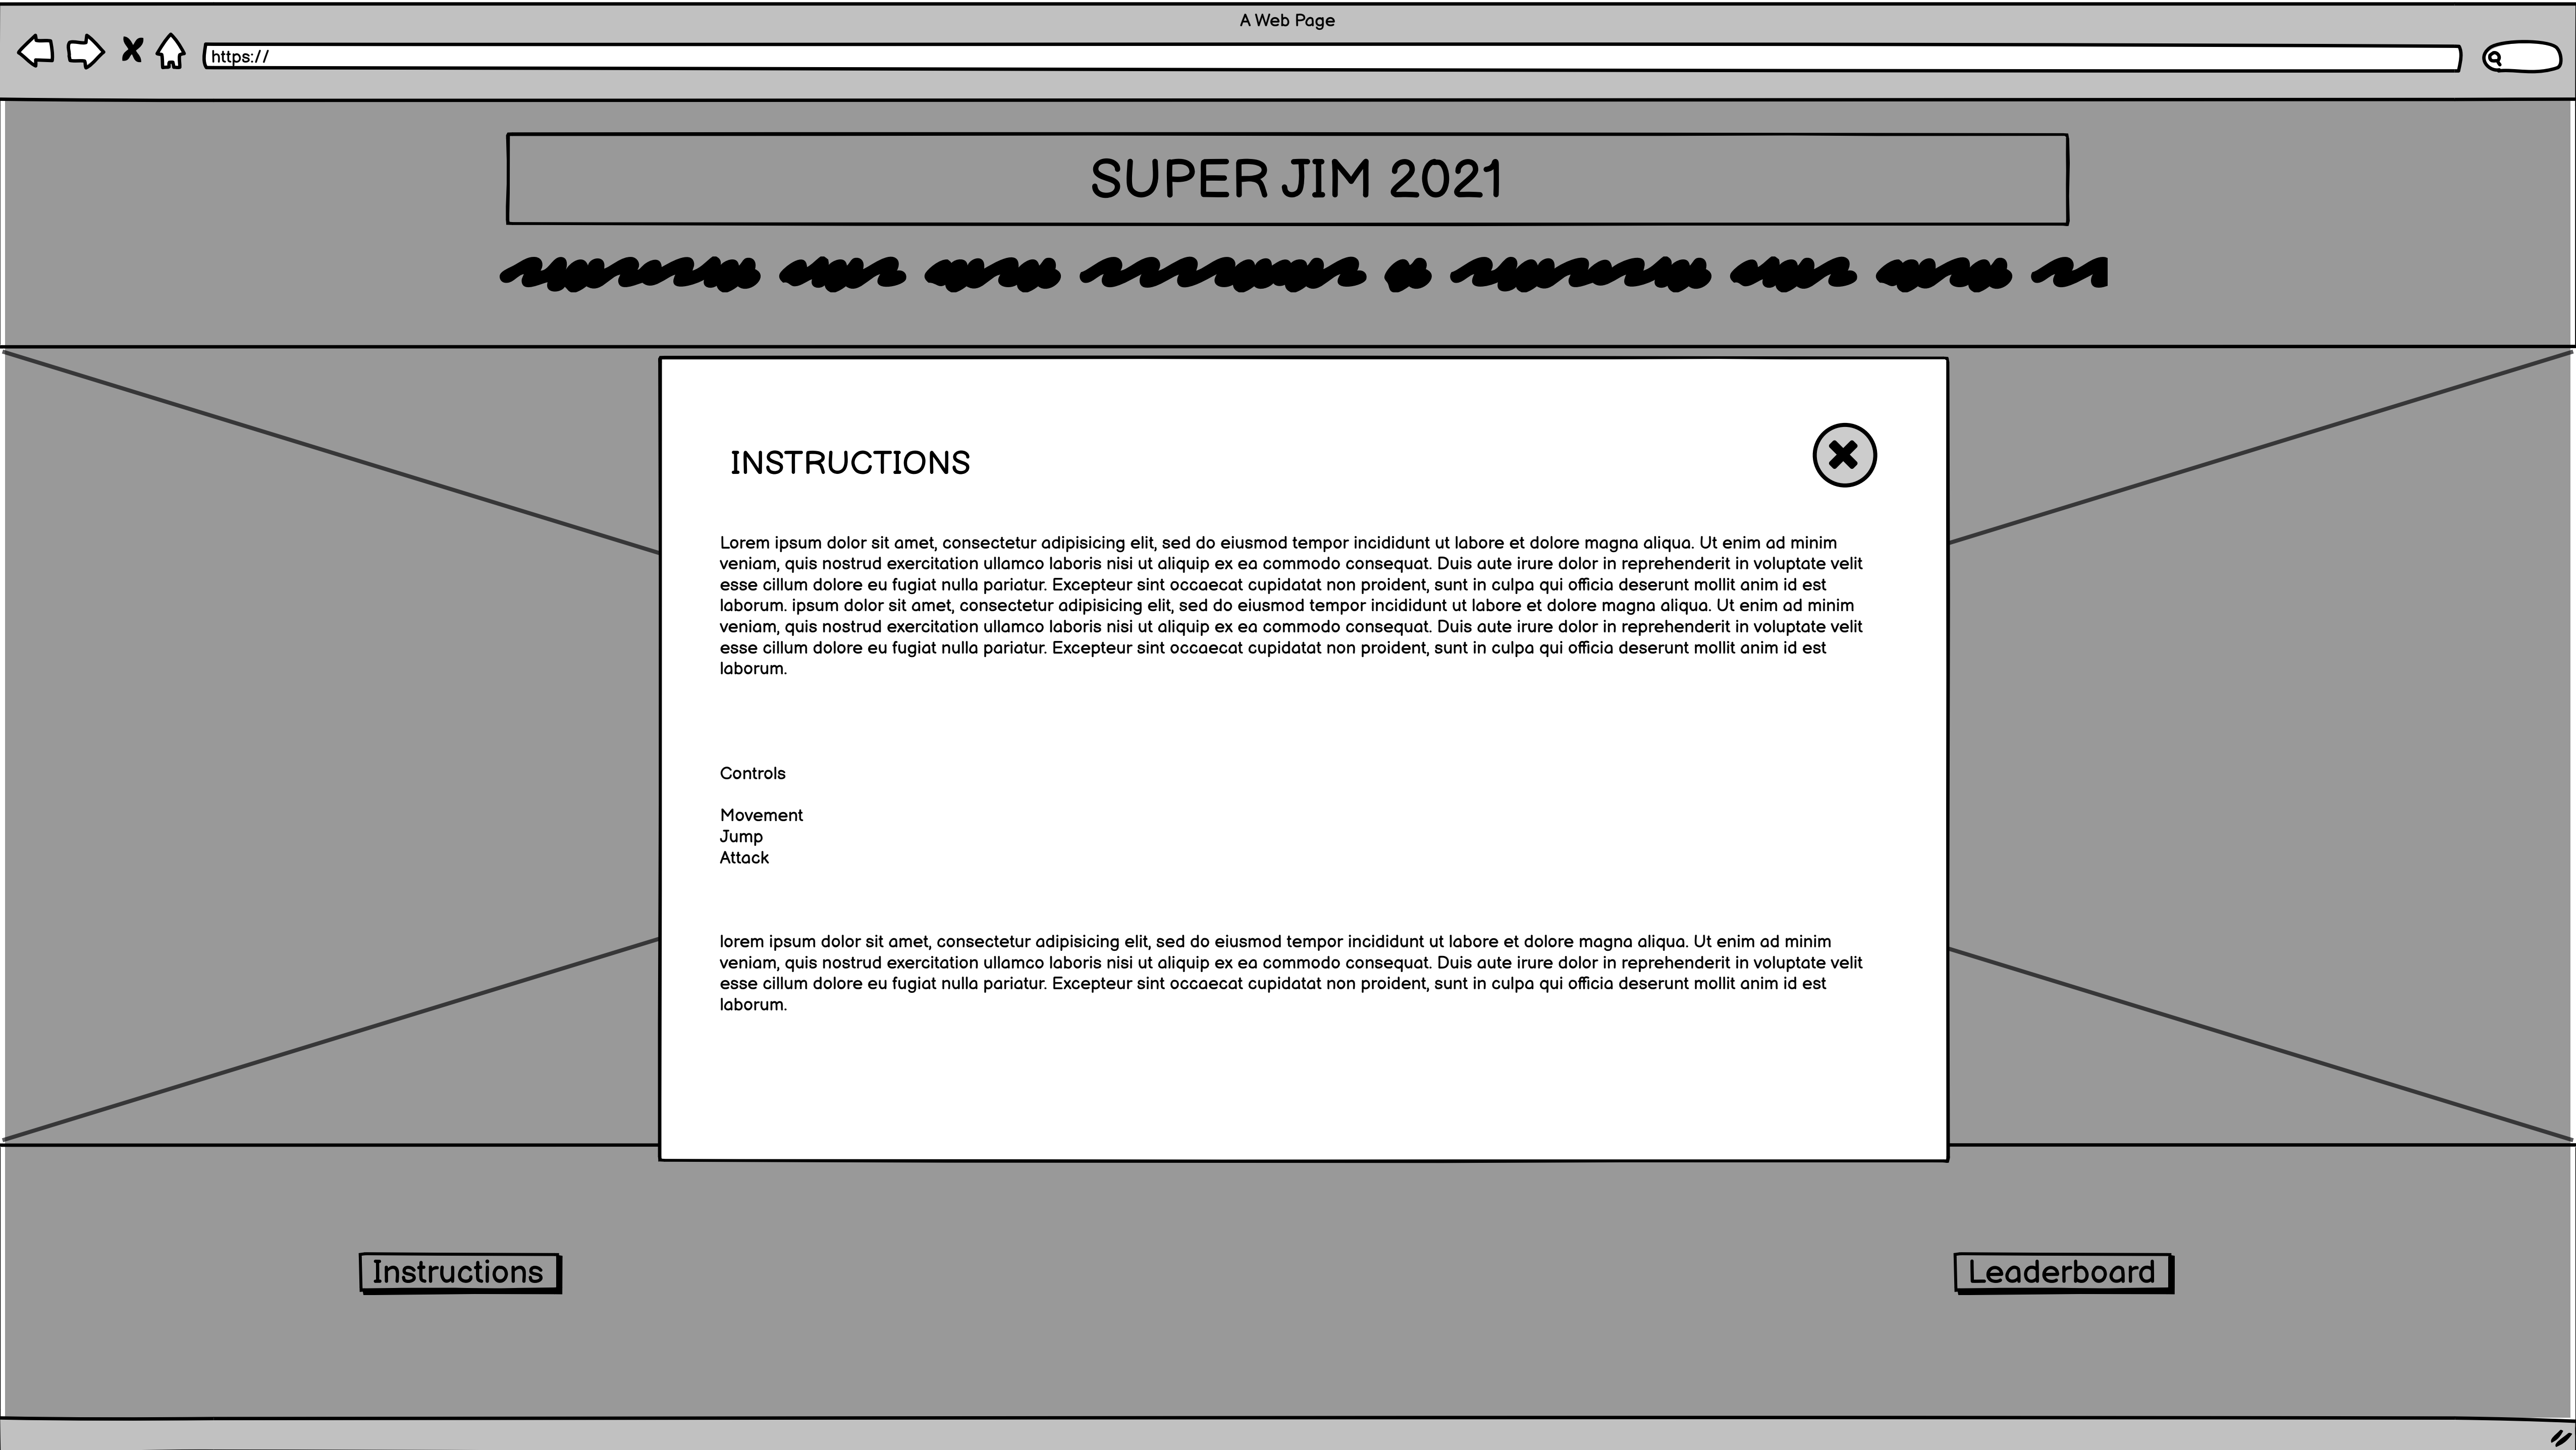 A Web Page
https://
SUPER JIM 2021
INSTRUCTIONS
Lorem ipsum dolor sit amet, consectetur adipisicing elit, sed do eiusmod tempor incididunt ut labore et dolore magna aliqua. Ut enim ad minim
veniam, quis nostrud exercitation ullamco laboris nisi ut aliquip ex ea commodo consequat. Duis aute irure dolor in reprehenderit in voluptate velit
esse cillum dolore eu fugiat nulla pariatur. Excepteur sint occaecat cupidatat non proident, sunt in culpa qui officia deserunt mollit anim id est
laborum. ipsum dolor sit amet, consectetur adipisicing elit, sed do eiusmod tempor incididunt ut labore et dolore magna aliqua. Ut enim ad minim
veniam, quis nostrud exercitation ullamco laboris nisi ut aliquip ex ea commodo consequat. Duis aute irure dolor in reprehenderit in voluptate velit
esse cillum dolore eu fugiat nulla pariatur. Excepteur sint occaecat cupidatat non proident, sunt in culpa qui officia deserunt mollit anim id est
laborum.
Controls
Movement
Jump
Attack
lorem ipsum dolor sit amet, consectetur adipisicing elit, sed do eiusmod tempor incididunt ut labore et dolore magna aliqua. Ut enim ad minim
veniam, quis nostrud exercitation ullamco laboris nisi ut aliquip ex ea commodo consequat. Duis aute irure dolor in reprehenderit in voluptate velit
esse cillum dolore eu fugiat nulla pariatur. Excepteur sint occaecat cupidatat non proident, sunt in culpa qui officia deserunt mollit anim id est
laborum.
Instructions
Leaderboard